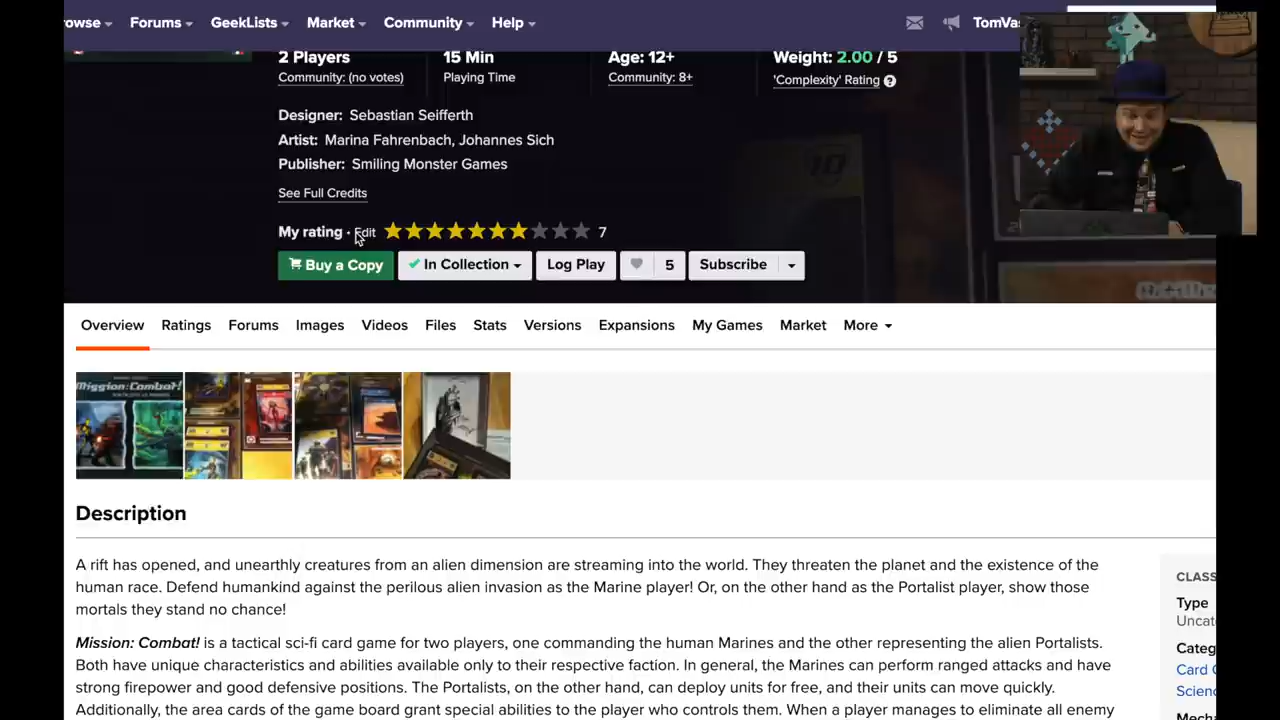 rowse Forums GeekLists Market Community Help TomVas
2 Players 15 Min Age: 12+ Weight: 2.00 / 5
Community: (no votes) Playing Time Community: 8+ 'Complexity' Rating ?
Designer: Sebastian Seifferth
Artist: Marina Fahrenbach, Johannes Sich
Publisher: Smiling Monster Games
See Full Credits
My rating · Edit 7
Buy a Copy In Collection Log Play 5 Subscribe
Overview Ratings Forums Images Videos Files Stats Versions Expansions My Games Market More
Mission:Combat!
Description
A rift has opened, and unearthly creatures from an alien dimension are streaming into the world. They threaten the planet and the existence of the
human race. Defend humankind against the perilous alien invasion as the Marine player! Or, on the other hand as the Portalist player, show those
mortals they stand no chance!
Mission: Combat! is a tactical sci-fi card game for two players, one commanding the human Marines and the other representing the alien Portalists.
Both have unique characteristics and abilities available only to their respective faction. In general, the Marines can perform ranged attacks and have
strong firepower and good defensive positions. The Portalists, on the other hand, can deploy units for free, and their units can move quickly.
Additionally, the area cards of the game board grant special abilities to the player who controls them. When a player manages to eliminate all enemy
CLASS
Type
Uncat
Categ
Card G
Scienc
Mecha